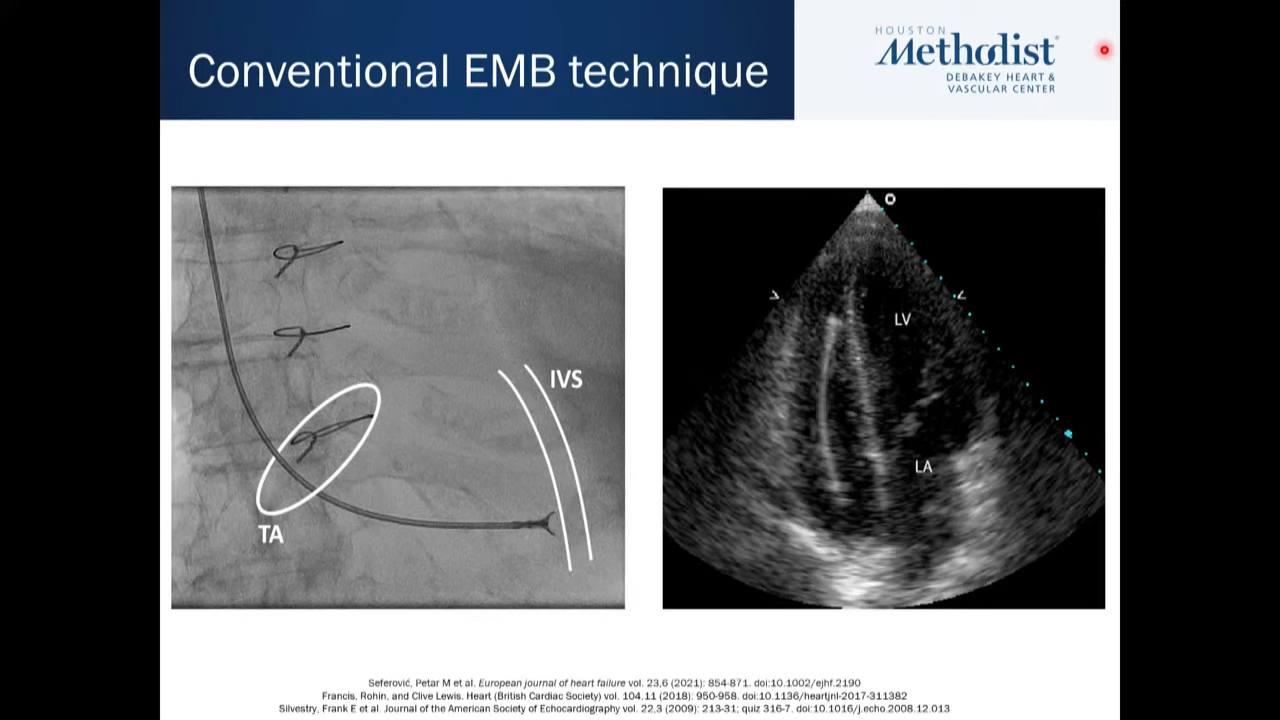 Conventional EMB technique
HOUSTON
Methodist
DEBAKEY HEART &
VASCULAR CENTER
IVS
TA
LV
LA
Seferović, Petar M et al. European journal of heart failure vol. 23,6 (2021): 854-871. doi:10.1002/ejhf.2190
Francis, Rohin, and Clive Lewis. Heart (British Cardiac Society) vol. 104,11 (2018): 950-958. doi:10.1136/heartjnl-2017-311382
Silvestry, Frank E et al. Journal of the American Society of Echocardiography vol. 22,3 (2009): 213-31; quiz 316-7. doi:10.1016/j.echo.2008.12.013